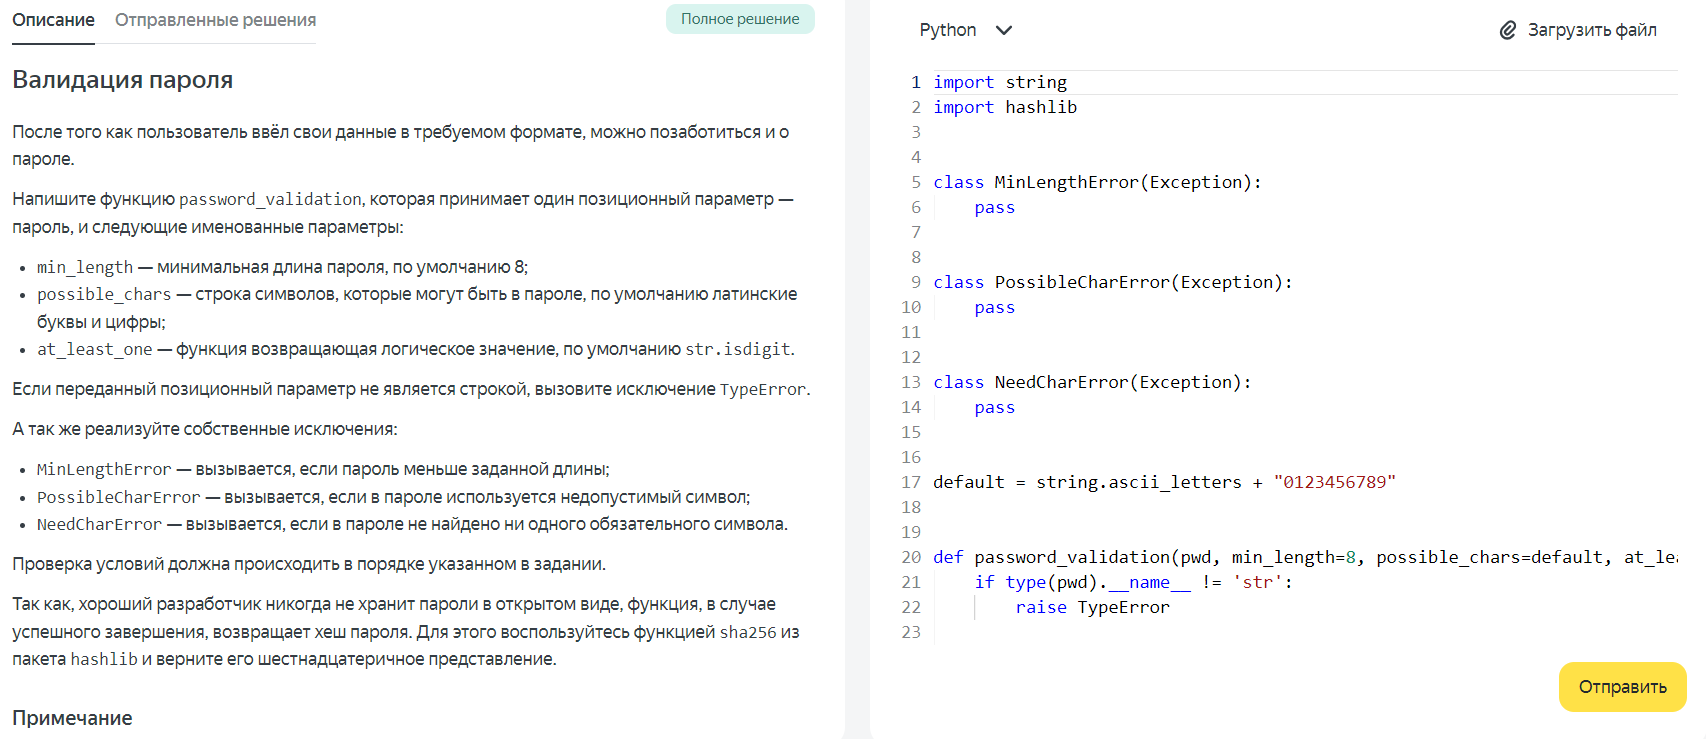 Описание Отправленные решения
Полное решение
Валидация пароля
После того как пользователь ввёл свои данные в требуемом формате, можно позаботиться и о
пароле.
Напишите функцию password_validation, которая принимает один позиционный параметр —
пароль, и следующие именованные параметры:
• min_length — минимальная длина пароля, по умолчанию 8;
• possible_chars — строка символов, которые могут быть в пароле, по умолчанию латинские
буквы и цифры;
• at_least_one — функция возвращающая логическое значение, по умолчанию str.isdigit.
Если переданный позиционный параметр не является строкой, вызовите исключение TypeError.
А так же реализуйте собственные исключения:
• MinLengthError — вызывается, если пароль меньше заданной длины;
• PossibleCharError — вызывается, если в пароле используется недопустимый символ;
• NeedCharError — вызывается, если в пароле не найдено ни одного обязательного символа.
Проверка условий должна происходить в порядке указанном в задании.
Так как, хороший разработчик никогда не хранит пароли в открытом виде, функция, в случае
успешного завершения, возвращает хеш пароля. Для этого воспользуйтесь функцией sha256 из
пакета hashlib и верните его шестнадцатеричное представление.
Примечание
Python
Загрузить файл
1 import string
2 import hashlib
3
4
5 class MinLengthError(Exception):
6     pass
7
8
9 class PossibleCharError(Exception):
10     pass
11
12
13 class NeedCharError(Exception):
14     pass
15
16
17 default = string.ascii_letters + "0123456789"
18
19
20 def password_validation(pwd, min_length=8, possible_chars=default, at_lea
21     if type(pwd).__name__ != 'str':
22         raise TypeError
23
Отправить